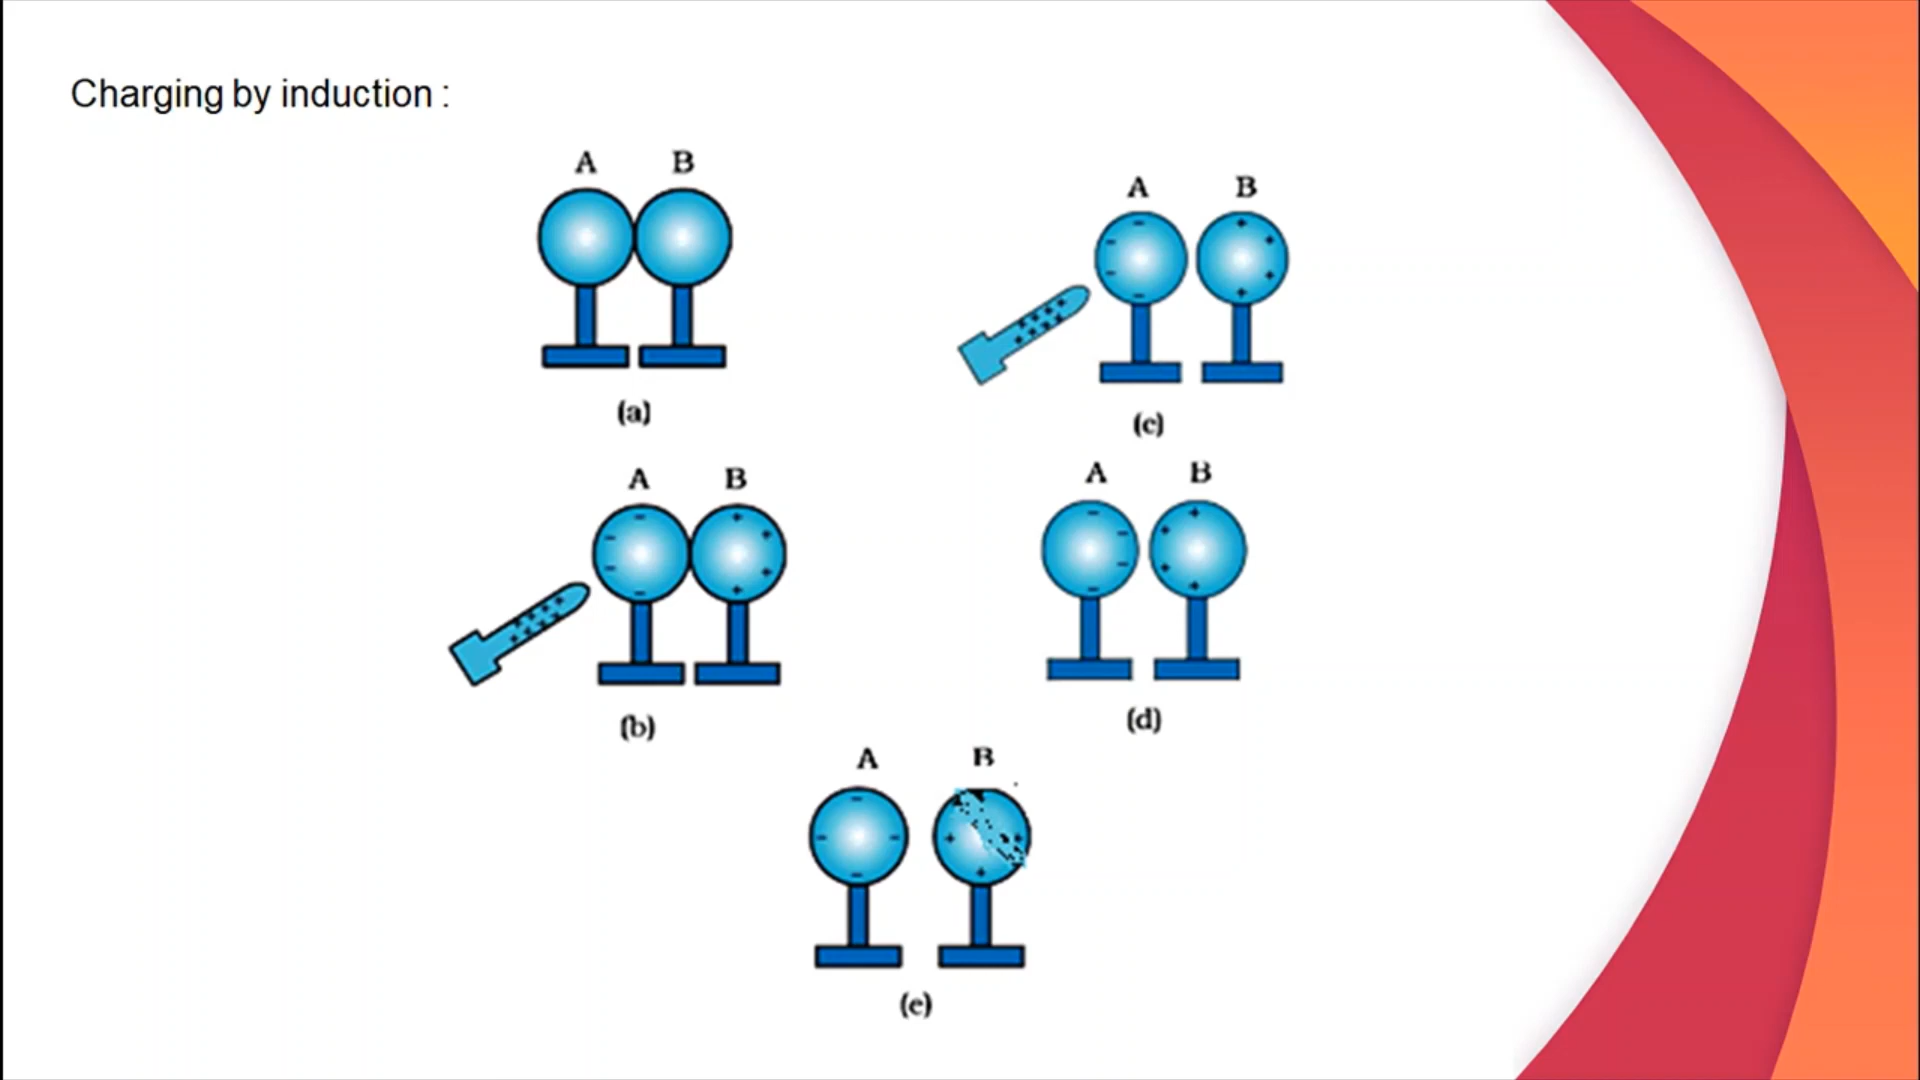 Charging by induction :
A B
(a)
A B
(c)
A B
(b)
A B
(d)
A B
(e)